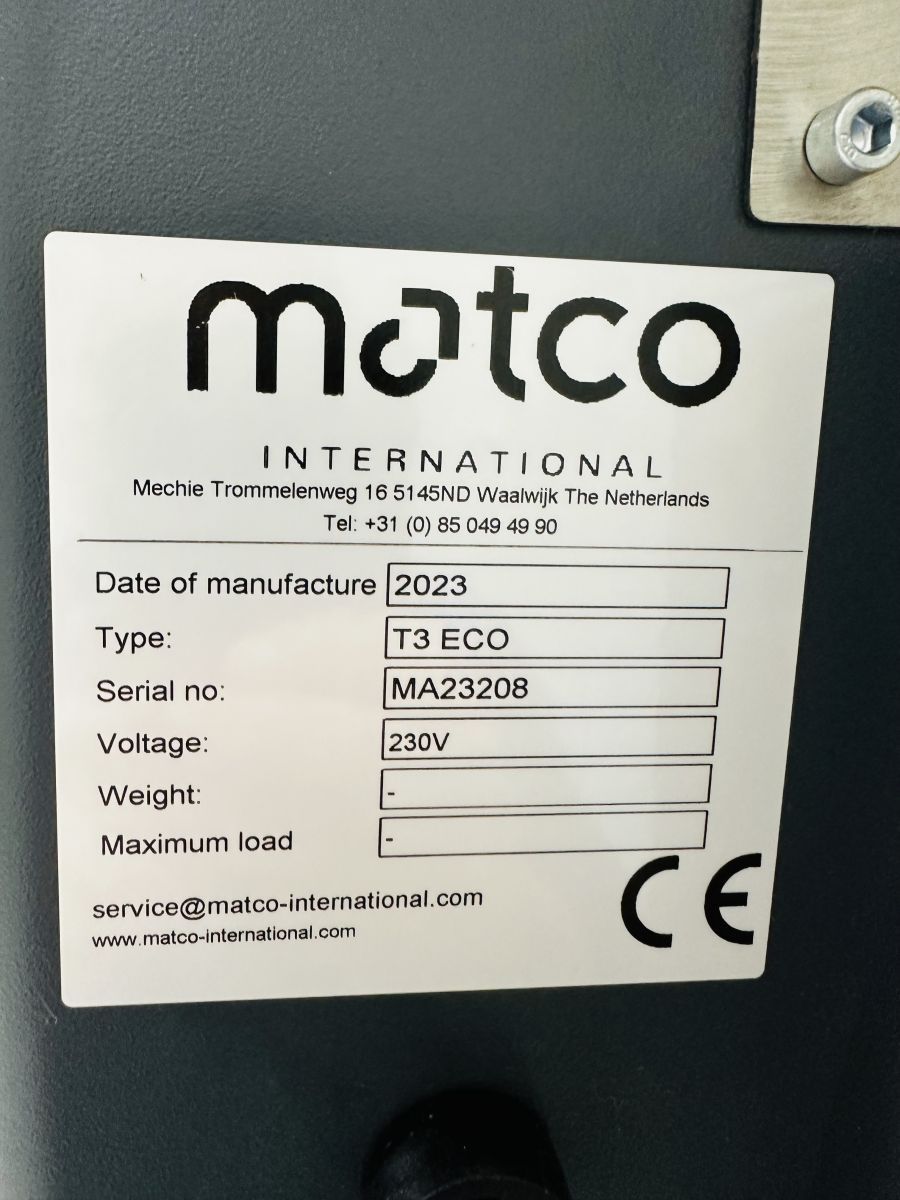 matco
INTERNATIONAL
Mechie Trommelenweg 16 5145ND Waalwijk The Netherlands
Tel: +31 (0) 85 049 49 90
Date of manufacture 2023
Type: T3 ECO
Serial no: MA23208
Voltage: 230V
Weight: -
Maximum load -
service@matco-international.com
www.matco-international.com
CE